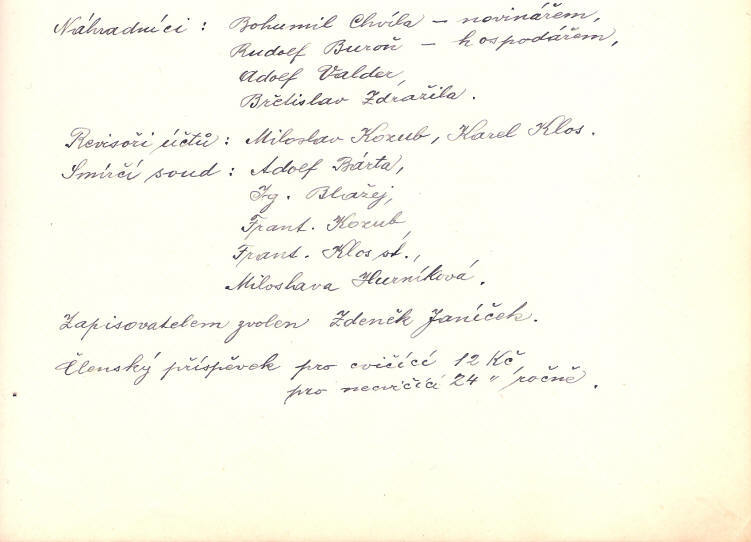 Náhradníci : Bohumil Chvíla – novinářem,
Rudolf Buroň – hospodářem,
Adolf Valder,
Břetislav Zdražila.
Revisoři účtů : Miloslav Kozub, Karel Klos.
Smírčí soud : Adolf Bárta,
Ig. Blažej,
Frant. Kozub,
Frant. Klos st.,
Miloslava Hurníková.
Zapisovatelem zvolen Zdeněk Janíček.
Členský příspěvek pro cvičící 12 Kč,
pro necvičící 24 " ročně.